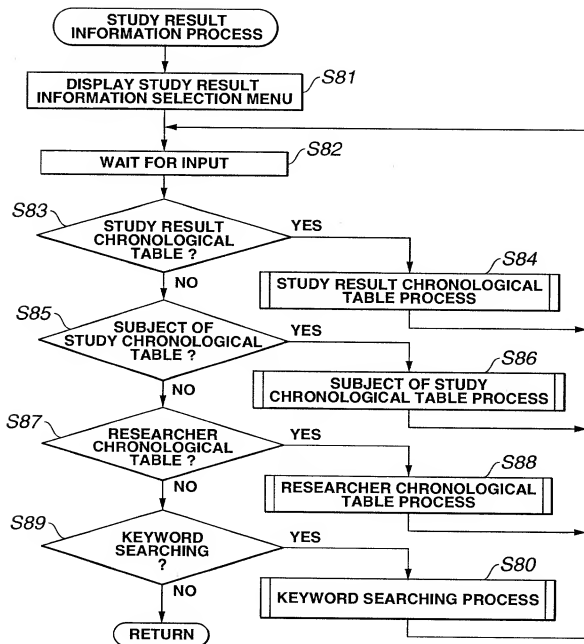 STUDY RESULT
INFORMATION PROCESS
DISPLAY STUDY RESULT
INFORMATION SELECTION MENU
S81
WAIT FOR INPUT
S82
S83
STUDY RESULT
CHRONOLOGICAL
TABLE ?
YES
NO
S84
STUDY RESULT CHRONOLOGICAL
TABLE PROCESS
S85
SUBJECT OF
STUDY CHRONOLOGICAL
TABLE ?
YES
NO
S86
SUBJECT OF STUDY
CHRONOLOGICAL TABLE PROCESS
S87
RESEARCHER
CHRONOLOGICAL
TABLE ?
YES
NO
S88
RESEARCHER CHRONOLOGICAL
TABLE PROCESS
S89
KEYWORD
SEARCHING
?
YES
NO
S80
KEYWORD SEARCHING PROCESS
RETURN